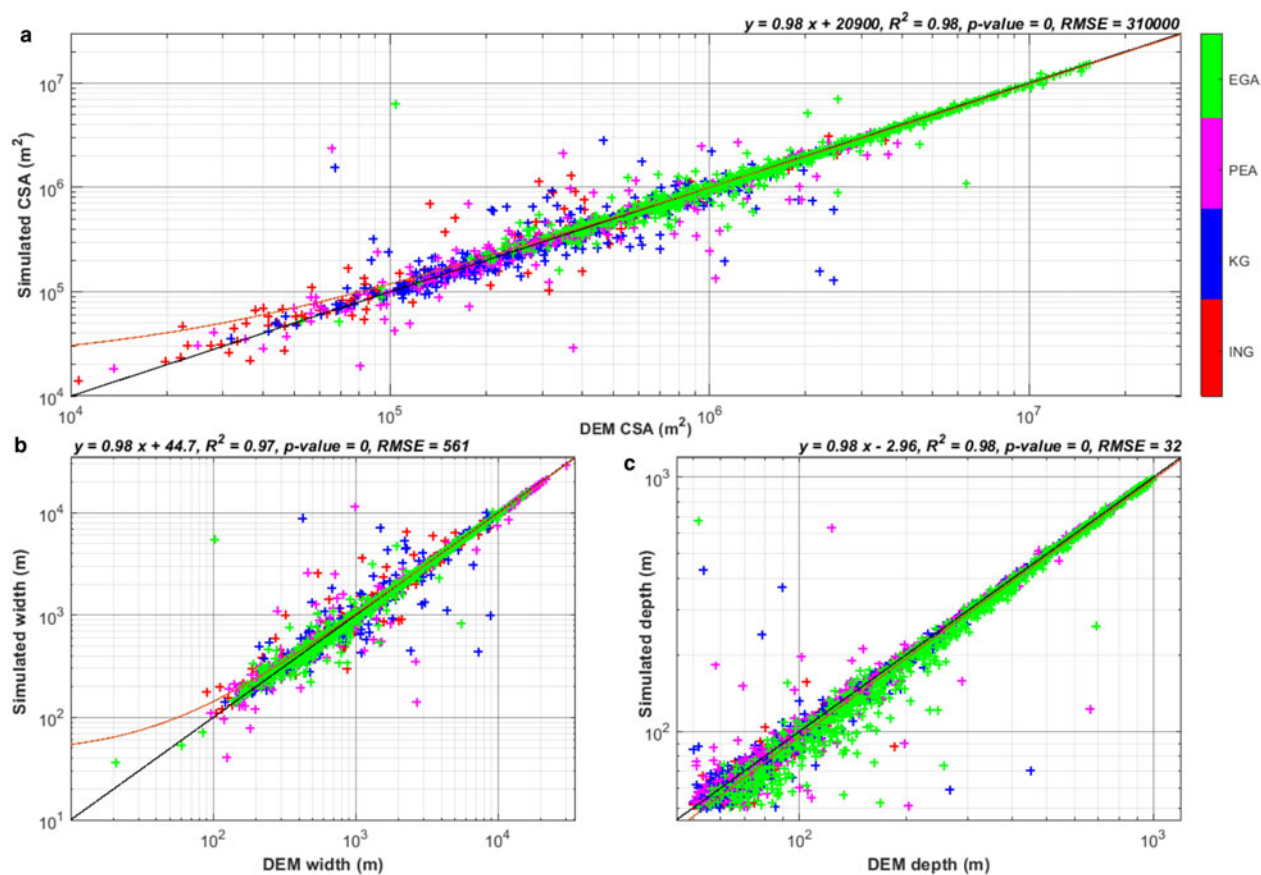 a
y = 0.98 x + 20900, R² = 0.98, p-value = 0, RMSE = 310000
10⁷
10⁶
10⁵
10⁴
Simulated CSA (m²)
10⁴ 10⁵ 10⁶ 10⁷
DEM CSA (m²)
EGA
PEA
KG
ING
b
y = 0.98 x + 44.7, R² = 0.97, p-value = 0, RMSE = 561
10⁴
10³
10²
10¹
Simulated width (m)
10² 10³ 10⁴
DEM width (m)
c
y = 0.98 x - 2.96, R² = 0.98, p-value = 0, RMSE = 32
10³
10²
Simulated depth (m)
10² 10³
DEM depth (m)